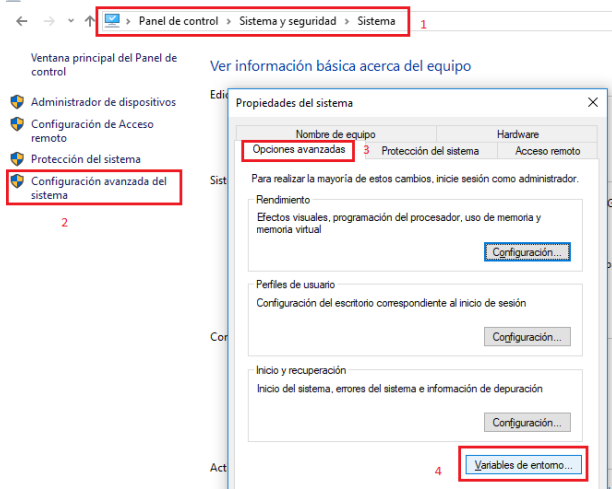 Panel de control > Sistema y seguridad > Sistema
1
Ventana principal del Panel de
control
Administrador de dispositivos
Configuración de Acceso
remoto
Protección del sistema
Configuración avanzada del
sistema
2
Ver información básica acerca del equipo
Edi
Sist
Con
Act
Propiedades del sistema
Nombre de equipo
Hardware
Opciones avanzadas
3
Protección del sistema
Acceso remoto
Para realizar la mayoría de estos cambios, inicie sesión como administrador.
Rendimiento
Efectos visuales, programación del procesador, uso de memoria y
memoria virtual
Configuración...
Perfiles de usuario
Configuración del escritorio correspondiente al inicio de sesión
Configuración...
Inicio y recuperación
Inicio del sistema, errores del sistema e información de depuración
Configuración...
4
Variables de entorno...